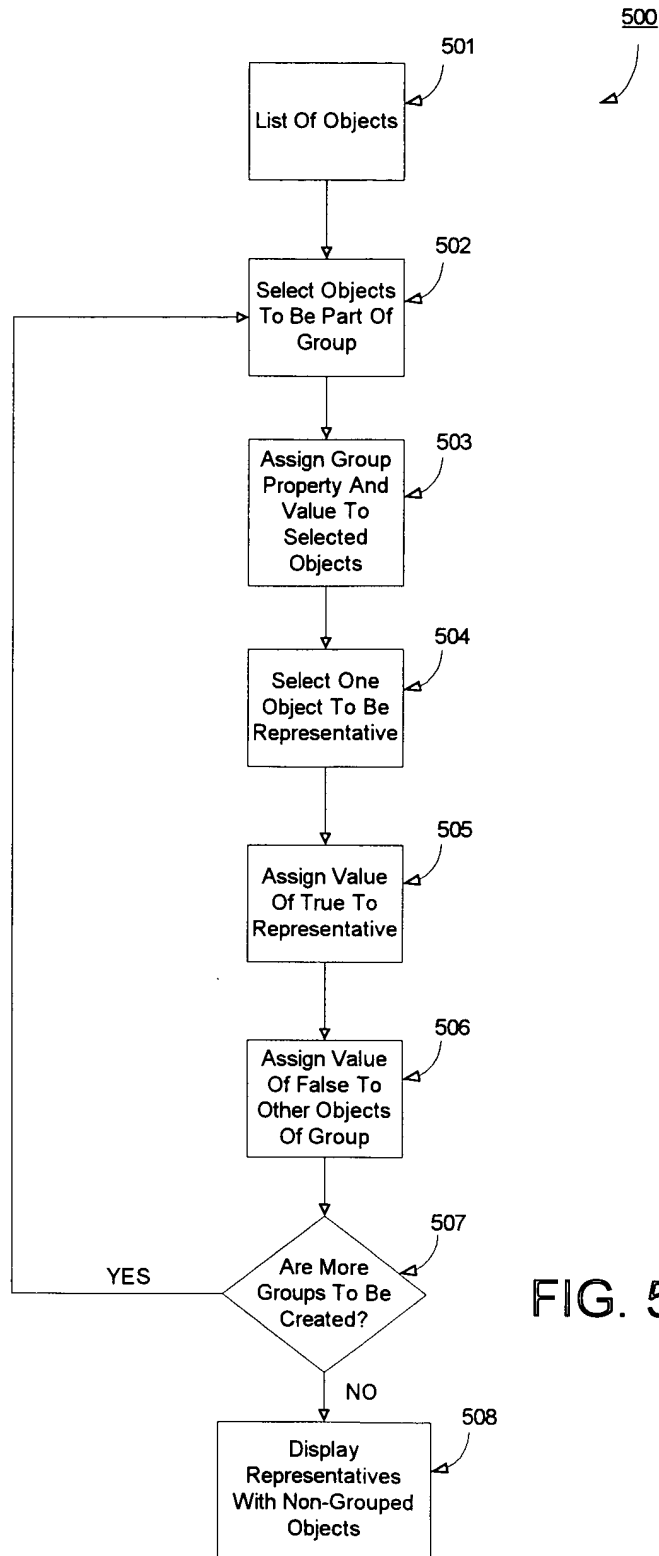 500
501
List Of Objects
502
Select Objects
To Be Part Of
Group
503
Assign Group
Property And
Value To
Selected
Objects
504
Select One
Object To Be
Representative
505
Assign Value
Of True To
Representative
506
Assign Value
Of False To
Other Objects
Of Group
507
Are More
Groups To Be
Created?
YES
FIG. 5
NO
508
Display
Representatives
With Non-Grouped
Objects